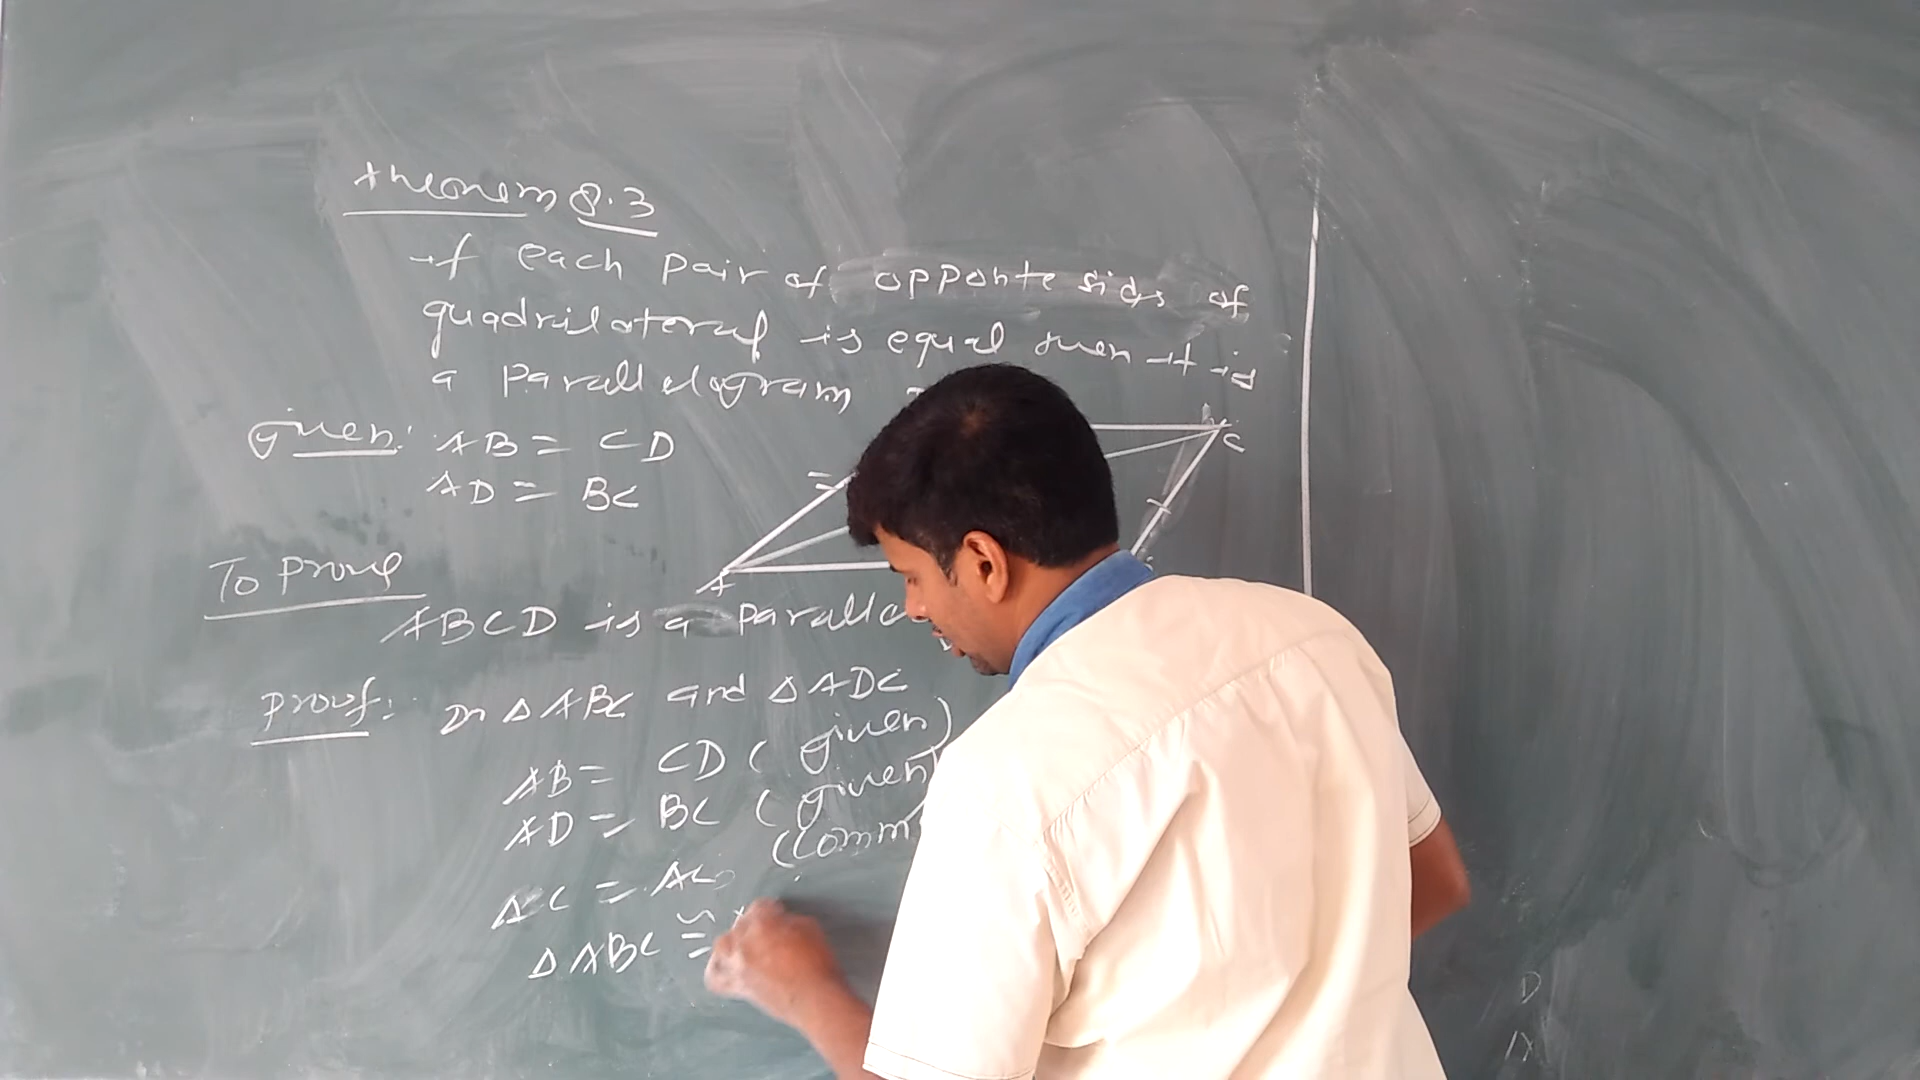 theorem 8.3
if each pair of opposite sids of
quadrilateral is equal then it is
a parallelogram
given: AB = CD
AD = BC
C
A
To prove
ABCD is a parallel
proof: In Δ ABC and Δ ADC
AB = CD (given)
AD = BC (given)
AC = AC (comm
Δ ABC ≅
D
A